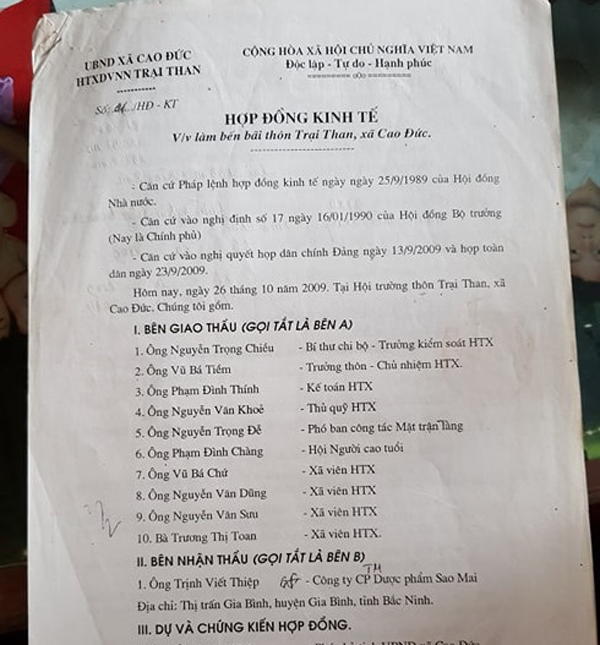 UBND XÃ CAO ĐỨC
HTXDVNN TRẠI THAN
CỘNG HÒA XÃ HỘI CHỦ NGHĨA VIỆT NAM
Độc lập - Tự do - Hạnh phúc
Số: /HĐ - KT
HỢP ĐỒNG KINH TẾ
V/v làm bến bãi thôn Trại Than, xã Cao Đức.
- Căn cứ Pháp lệnh hợp đồng kinh tế ngày ngày 25/9/1989 của Hội đồng
Nhà nước.
- Căn cứ vào nghị định số 17 ngày 16/01/1990 của Hội đồng Bộ trưởng
(Nay là Chính phủ)
- Căn cứ vào nghị quyết họp dân chính Đảng ngày 13/9/2009 và họp toàn
dân ngày 23/9/2009.
Hôm nay, ngày 26 tháng 10 năm 2009. Tại Hội trường thôn Trại Than, xã
Cao Đức. Chúng tôi gồm.
I. BÊN GIAO THẦU (GỌI TẮT LÀ BÊN A)
1. Ông Nguyễn Trọng Chiều - Bí thư chi bộ - Trưởng kiểm soát HTX
2. Ông Vũ Bá Tiềm - Trưởng thôn - Chủ nhiệm HTX.
3. Ông Phạm Đình Thính - Kế toán HTX
4. Ông Nguyễn Văn Khoẻ - Thủ quỹ HTX
5. Ông Nguyễn Trọng Đễ - Phó ban công tác Mặt trận làng
6. Ông Phạm Đình Chàng - Hội Người cao tuổi
7. Ông Vũ Bá Chứ - Xã viên HTX
8. Ông Nguyễn Văn Dũng - Xã viên HTX
9. Ông Nguyễn Văn Sưu - Xã viên HTX
10. Bà Trương Thị Toan - Xã viên HTX.
II. BÊN NHẬN THẦU (GỌI TẮT LÀ BÊN B)
1. Ông Trịnh Viết Thiệp - Công ty CP TM Dược phẩm Sao Mai
Địa chỉ: Thị trấn Gia Bình, huyện Gia Bình, tỉnh Bắc Ninh.
III. DỰ VÀ CHỨNG KIẾN HỢP ĐỒNG.